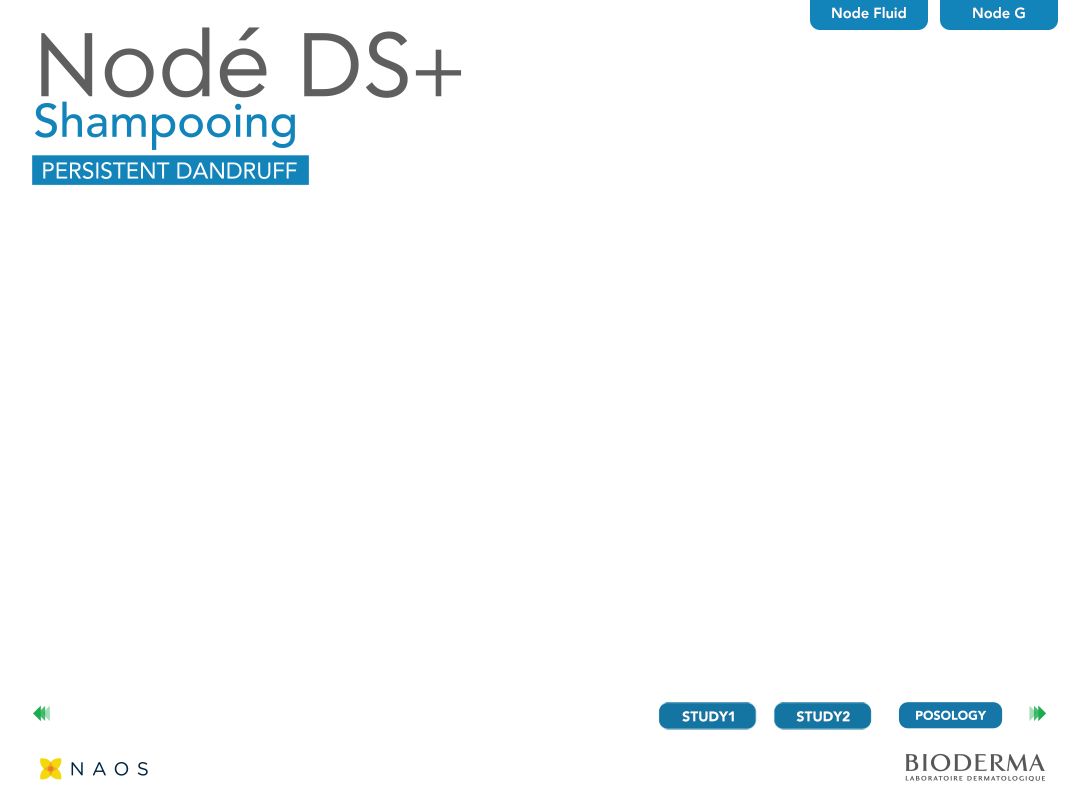 Node Fluid
Node G
Nodé DS+
Shampooing
PERSISTENT DANDRUFF
STUDY1
STUDY2
POSOLOGY
NAOS
BIODERMA
LABORATOIRE DERMATOLOGIQUE